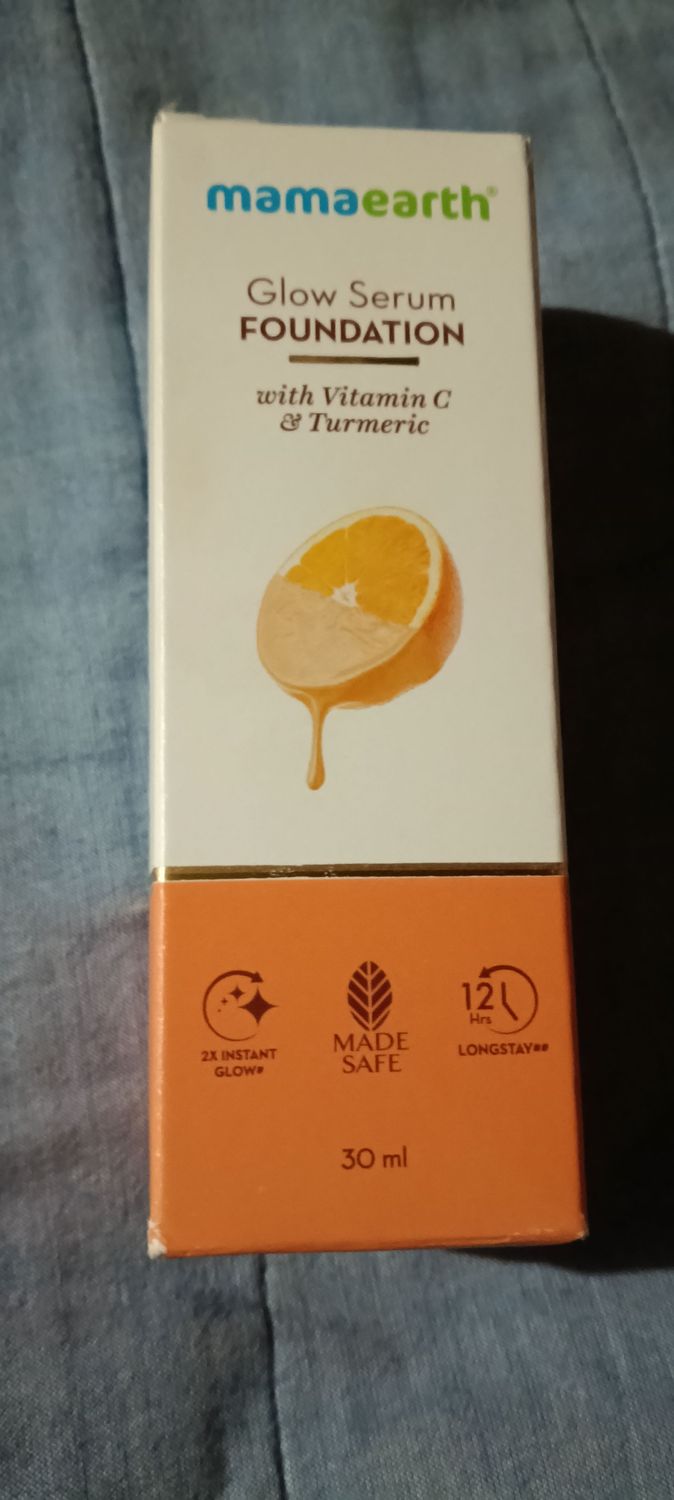 mamaearth®
Glow Serum
FOUNDATION
with Vitamin C
& Turmeric
2X INSTANT
GLOW#
MADE
SAFE
12
Hrs
LONGSTAY##
30 ml